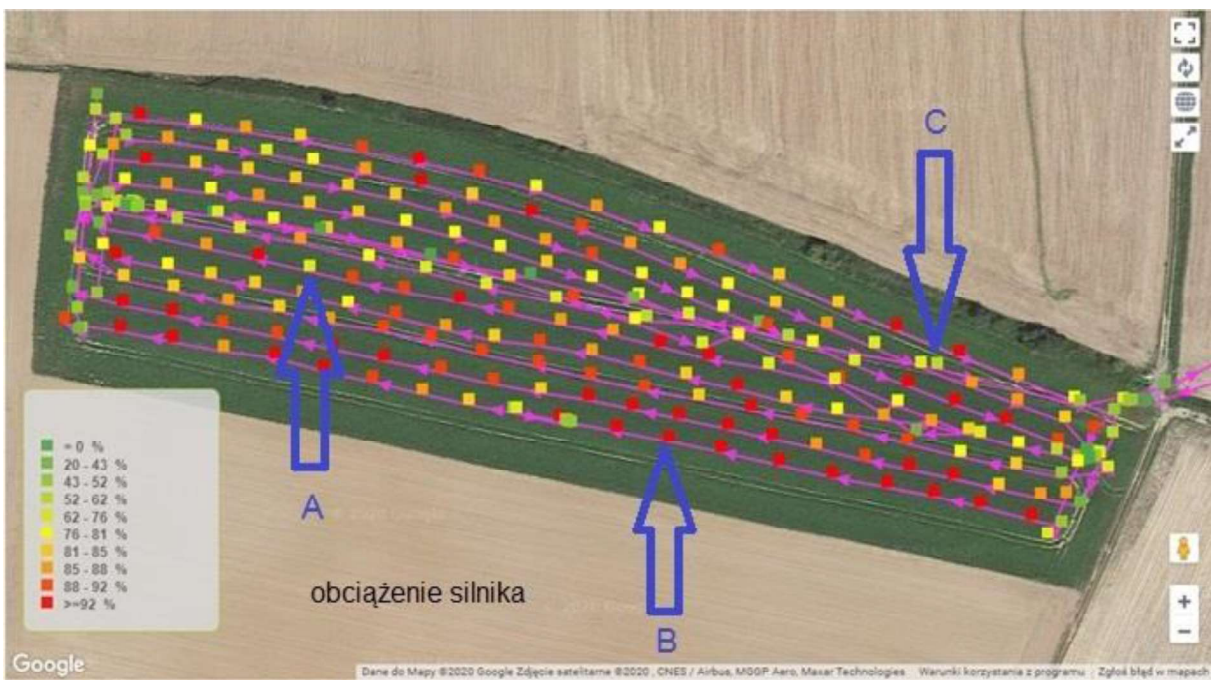 C
= 0 %
20 - 43 %
43 - 52 %
52 - 62 %
62 - 76 %
76 - 81 %
81 - 85 %
85 - 88 %
88 - 92 %
>=92 %
A
obciążenie silnika
B
+
−
Google
Dane do Mapy ©2020 Google Zdjęcie satelitarne ©2020 , CNES / Airbus, MGGP Aero, Maxar Technologies Warunki korzystania z programu Zgłoś błąd w mapach